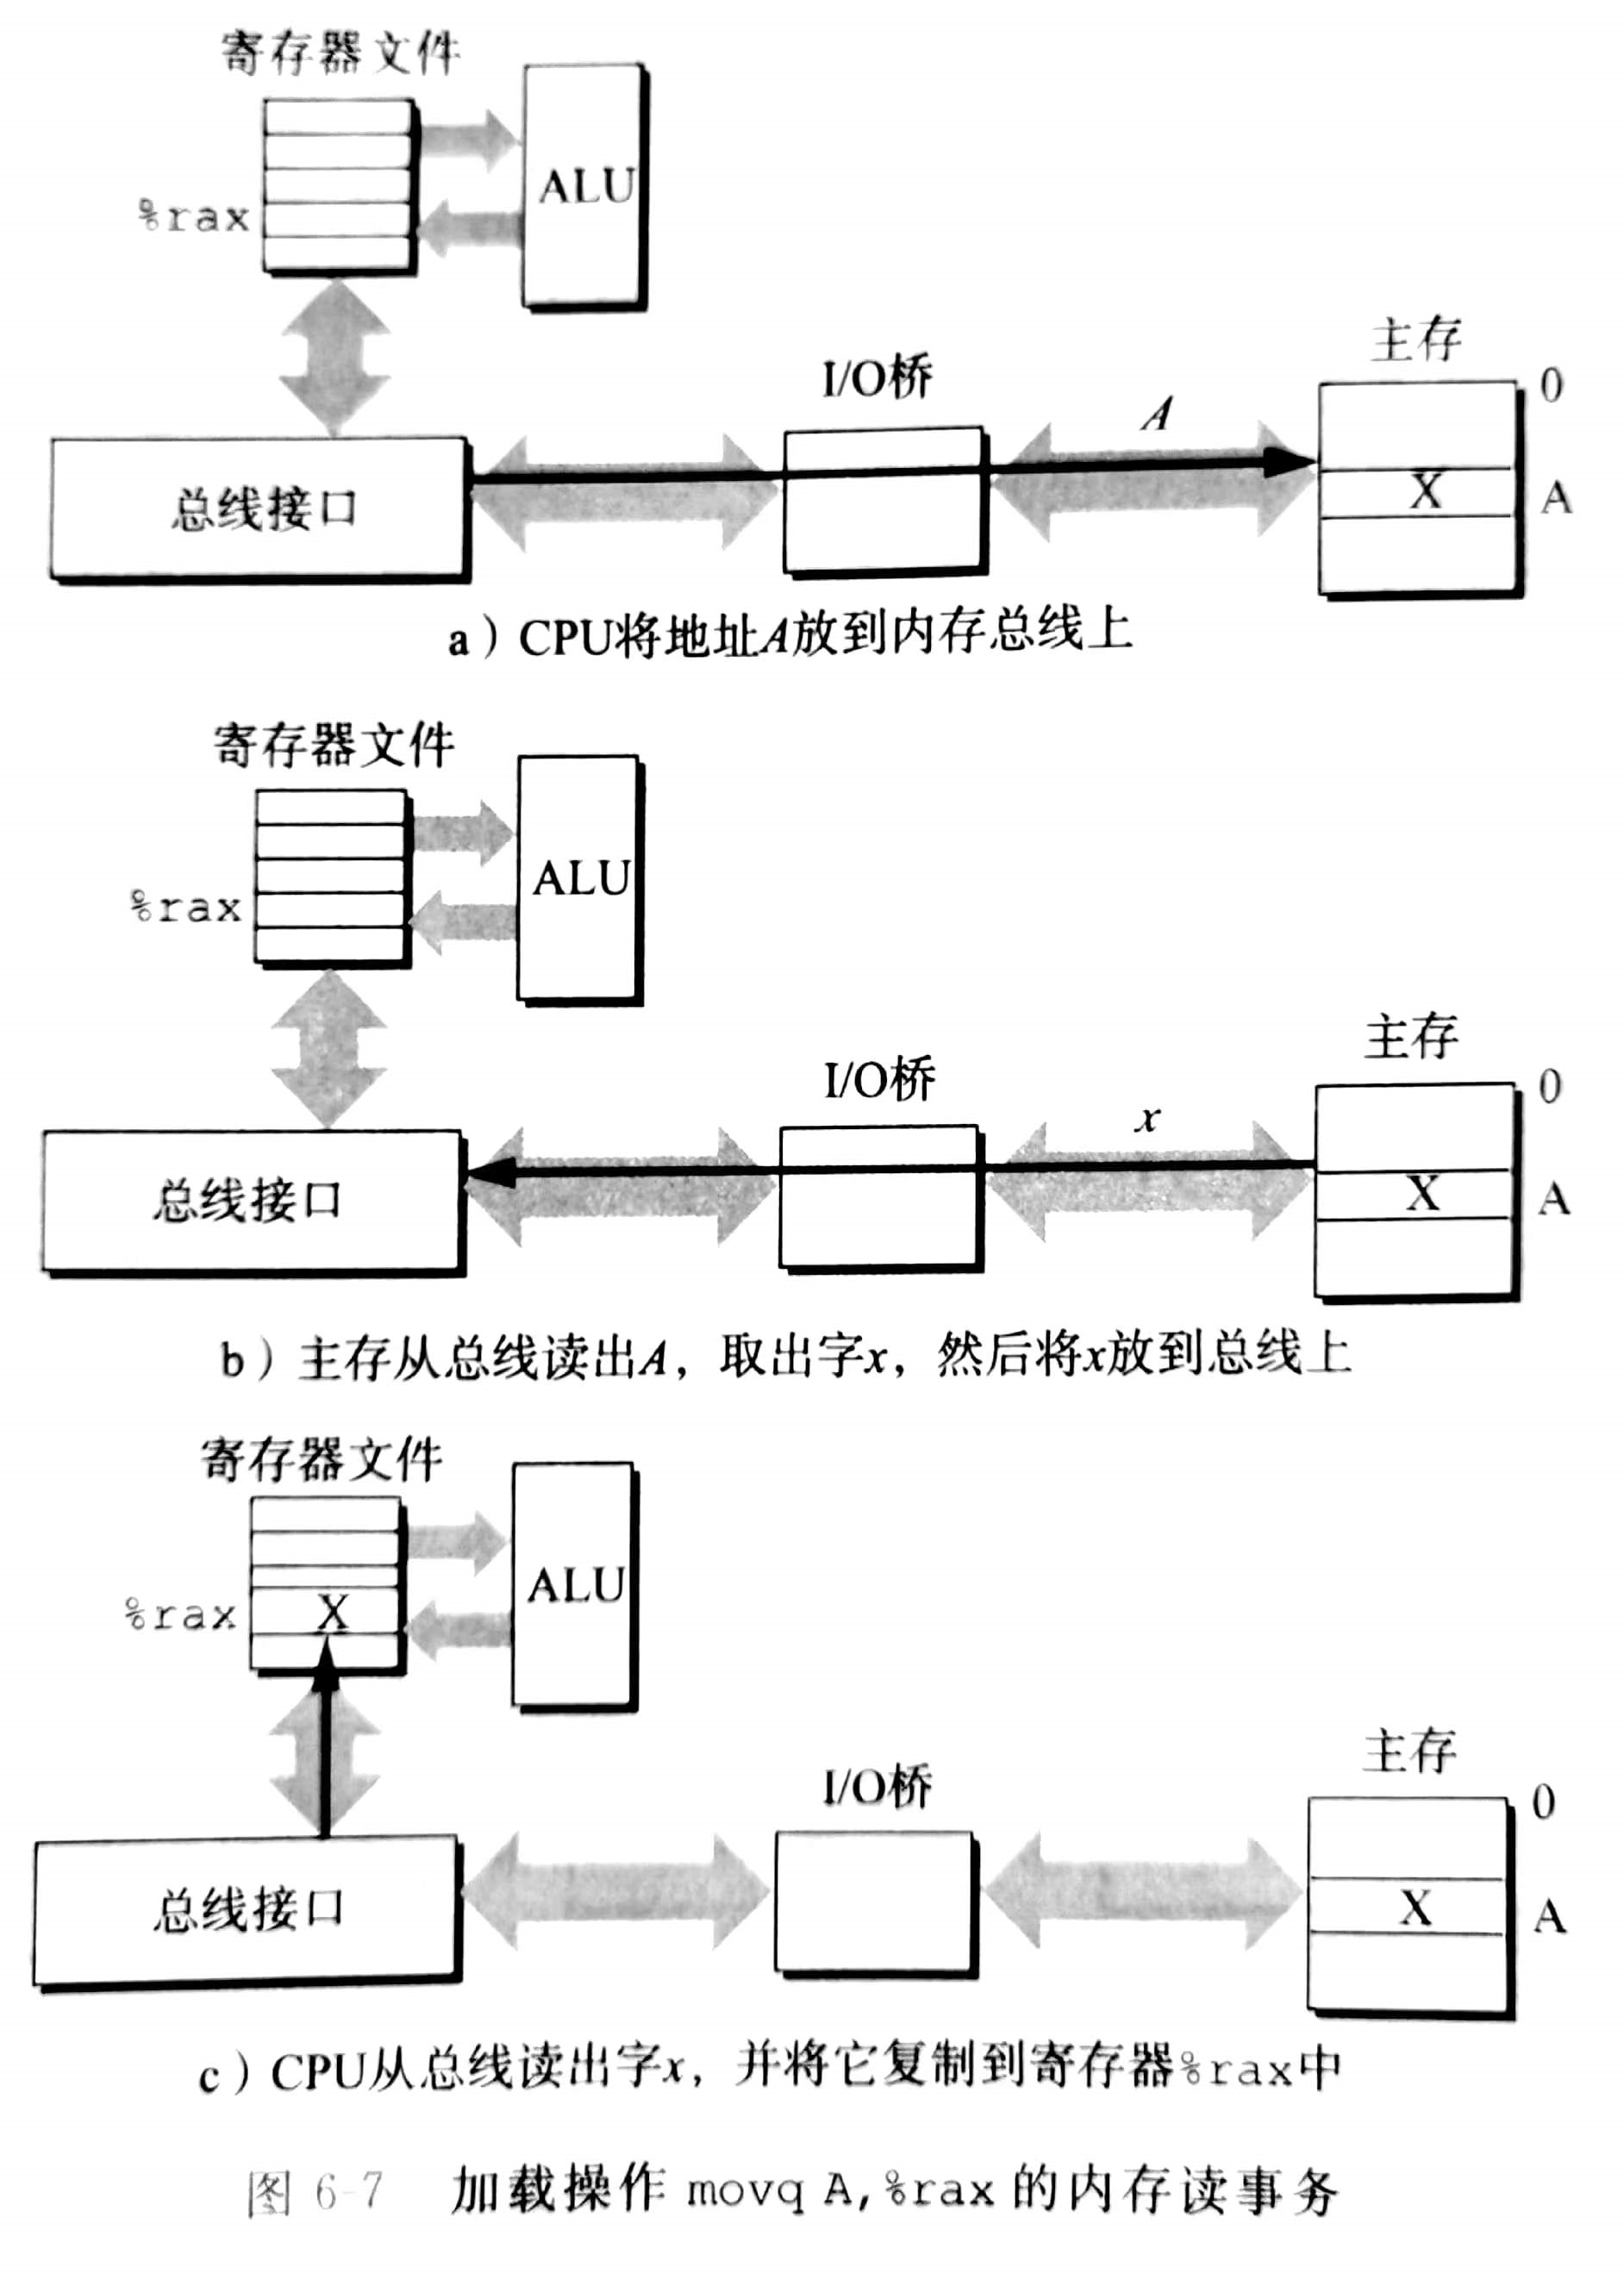 寄存器文件
%rax
ALU
主存
I/O桥
0
A
X
A
总线接口
a）CPU将地址A放到内存总线上
寄存器文件
ALU
%rax
主存
I/O桥
0
x
X
A
总线接口
b）主存从总线读出A，取出字x，然后将x放到总线上
寄存器文件
ALU
%rax
X
主存
I/O桥
0
总线接口
X
A
c）CPU从总线读出字x，并将它复制到寄存器%rax中
图 6-7 加载操作 movq A,%rax 的内存读事务